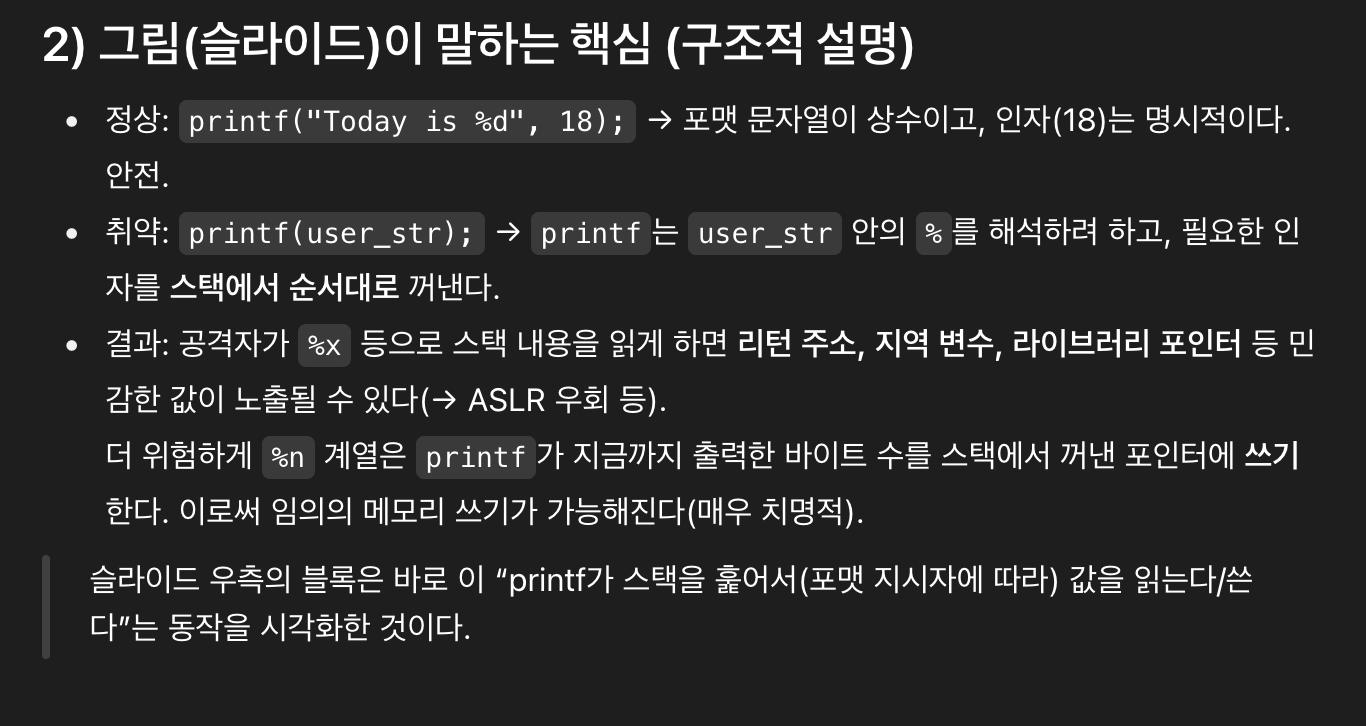 2) 그림(슬라이드)이 말하는 핵심 (구조적 설명)
• 정상: printf("Today is %d", 18); → 포맷 문자열이 상수이고, 인자(18)는 명시적이다.
안전.
• 취약: printf(user_str); → printf는 user_str 안의 %를 해석하려 하고, 필요한 인
자를 스택에서 순서대로 꺼낸다.
• 결과: 공격자가 %x 등으로 스택 내용을 읽게 하면 리턴 주소, 지역 변수, 라이브러리 포인터 등 민
감한 값이 노출될 수 있다(→ ASLR 우회 등).
더 위험하게 %n 계열은 printf가 지금까지 출력한 바이트 수를 스택에서 꺼낸 포인터에 쓰기
한다. 이로써 임의의 메모리 쓰기가 가능해진다(매우 치명적).
슬라이드 우측의 블록은 바로 이 “printf가 스택을 훑어서(포맷 지시자에 따라) 값을 읽는다/쓴
다”는 동작을 시각화한 것이다.